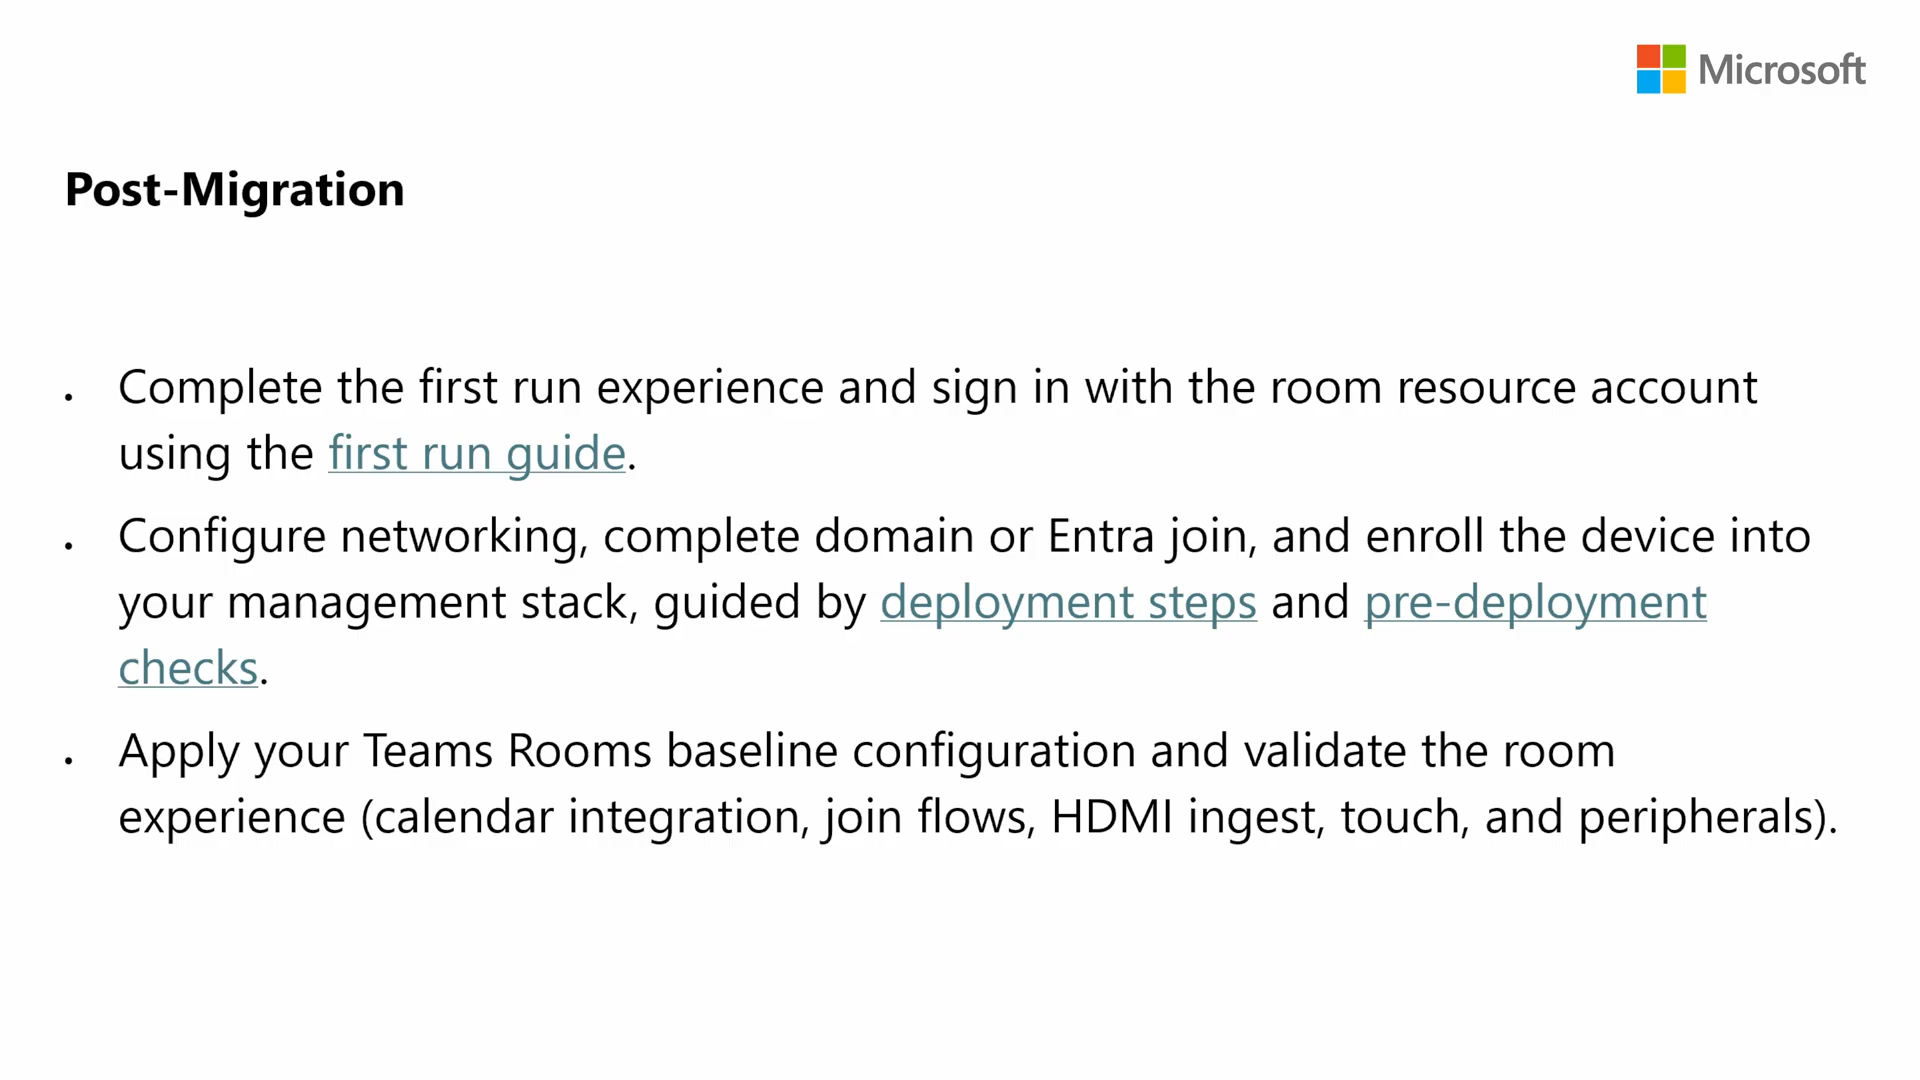 Microsoft
Post-Migration
• Complete the first run experience and sign in with the room resource account
using the first run guide.
• Configure networking, complete domain or Entra join, and enroll the device into
your management stack, guided by deployment steps and pre-deployment
checks.
• Apply your Teams Rooms baseline configuration and validate the room
experience (calendar integration, join flows, HDMI ingest, touch, and peripherals).